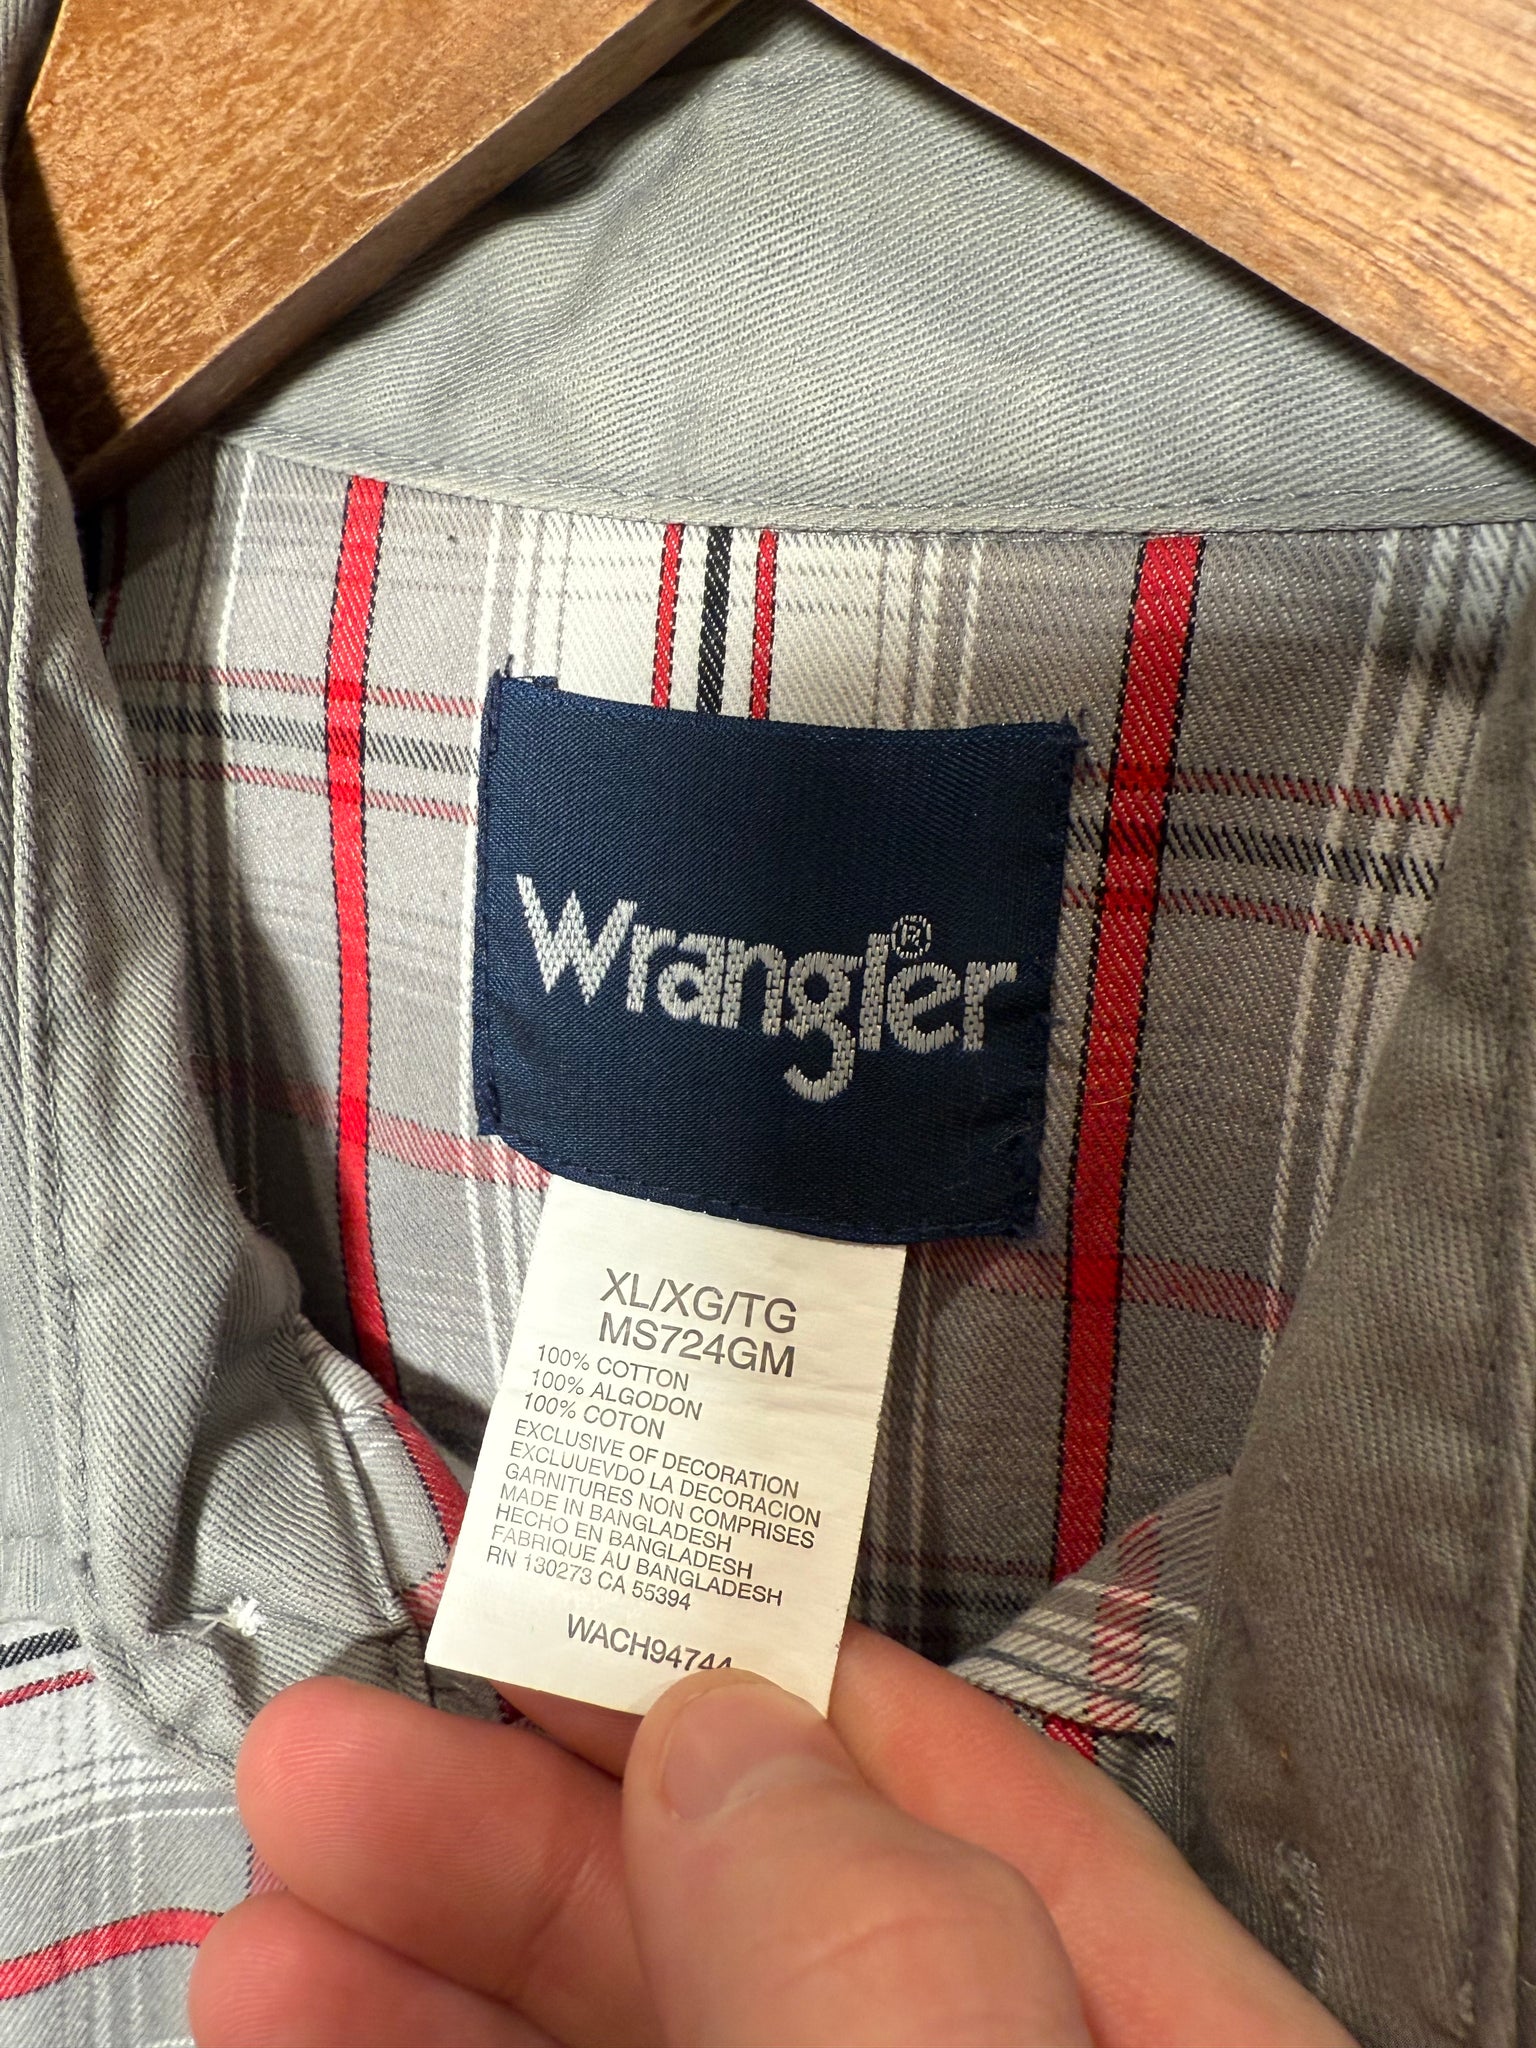 Wrangler®
XL/XG/TG
MS724GM
100% COTTON
100% ALGODON
100% COTON
EXCLUSIVE OF DECORATION
EXCLUUEVDO LA DECORACION
GARNITURES NON COMPRISES
MADE IN BANGLADESH
HECHO EN BANGLADESH
FABRIQUE AU BANGLADESH
RN 130273 CA 55394
WACH94744